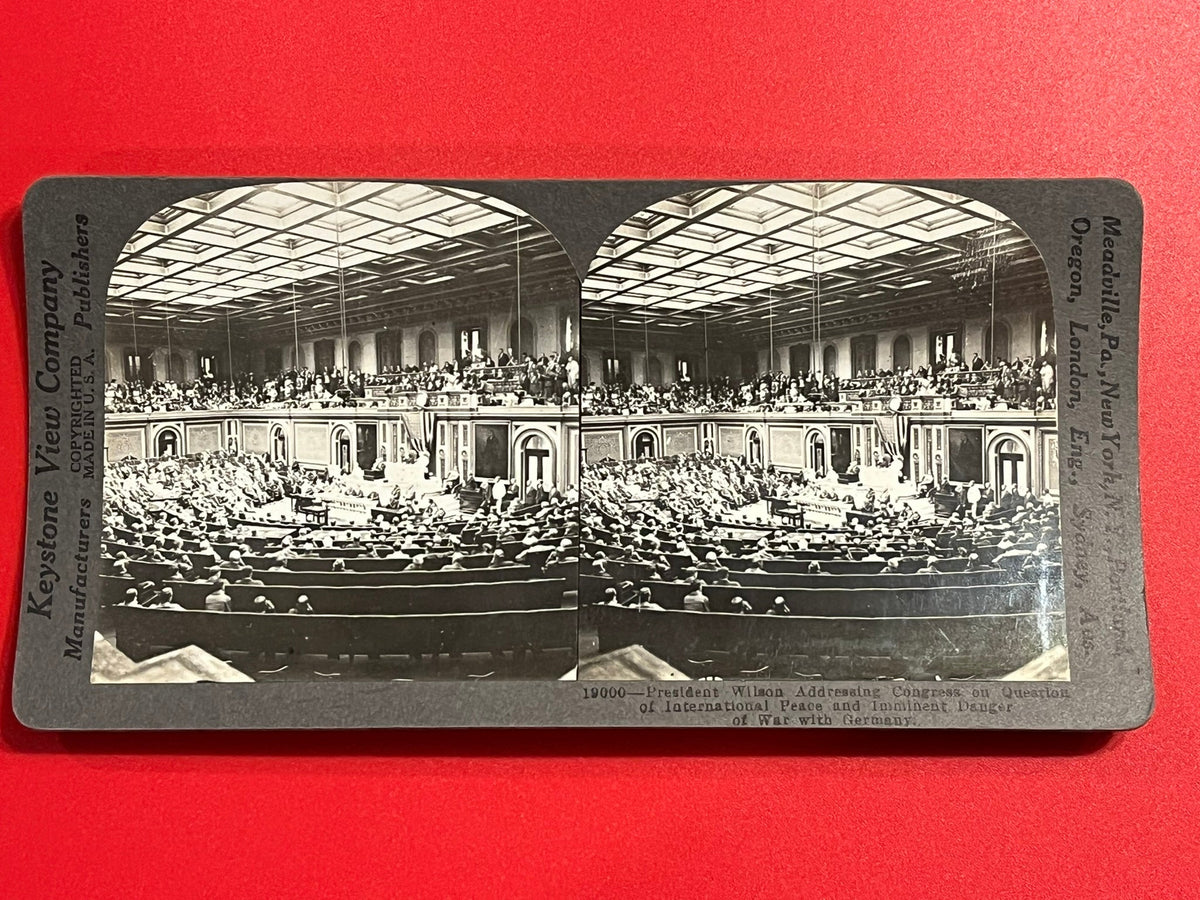 Keystone View Company
Manufacturers COPYRIGHTED MADE IN U. S. A. Publishers
Meadville, Pa., New York, N. Y., Portland,
Oregon, London, Eng., Sydney, Aus.
19000—President Wilson Addressing Congress on Question
of International Peace and Imminent Danger
of War with Germany.